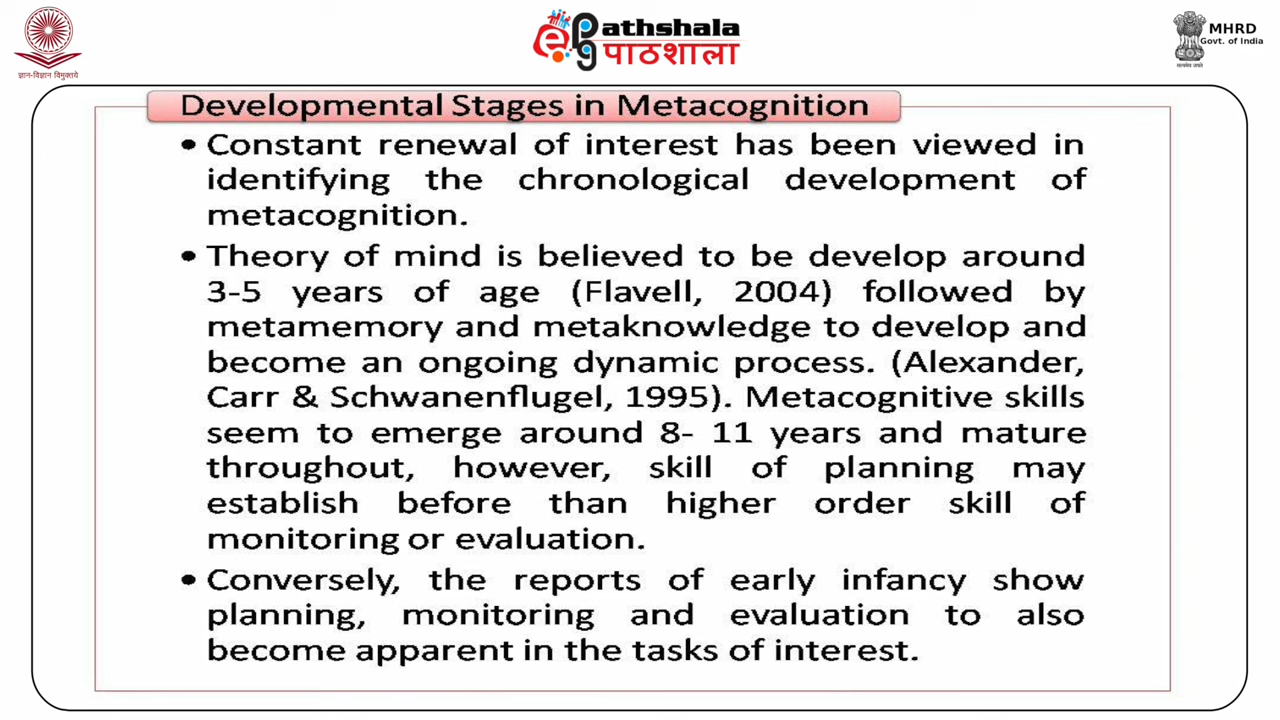 ज्ञान-विज्ञान विमुक्तये
ePG Pathshala
पाठशाला
MHRD
Govt. of India
सत्यमेव जयते
Developmental Stages in Metacognition
• Constant renewal of interest has been viewed in
identifying the chronological development of
metacognition.
• Theory of mind is believed to be develop around
3-5 years of age (Flavell, 2004) followed by
metamemory and metaknowledge to develop and
become an ongoing dynamic process. (Alexander,
Carr & Schwanenflugel, 1995). Metacognitive skills
seem to emerge around 8- 11 years and mature
throughout, however, skill of planning may
establish before than higher order skill of
monitoring or evaluation.
• Conversely, the reports of early infancy show
planning, monitoring and evaluation to also
become apparent in the tasks of interest.